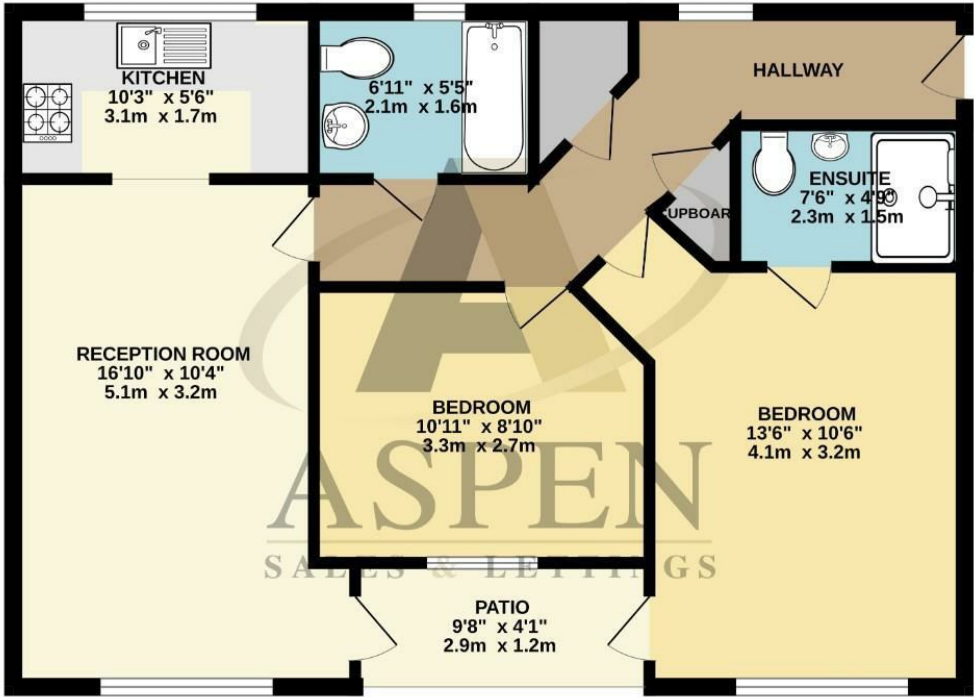 KITCHEN
10'3" x 5'6"
3.1m x 1.7m
6'11" x 5'5"
2.1m x 1.6m
HALLWAY
ENSUITE
7'6" x 4'9"
2.3m x 1.5m
UPBOAR
RECEPTION ROOM
16'10" x 10'4"
5.1m x 3.2m
BEDROOM
10'11" x 8'10"
3.3m x 2.7m
BEDROOM
13'6" x 10'6"
4.1m x 3.2m
ASPEN
SALES & LETTINGS
PATIO
9'8" x 4'1"
2.9m x 1.2m